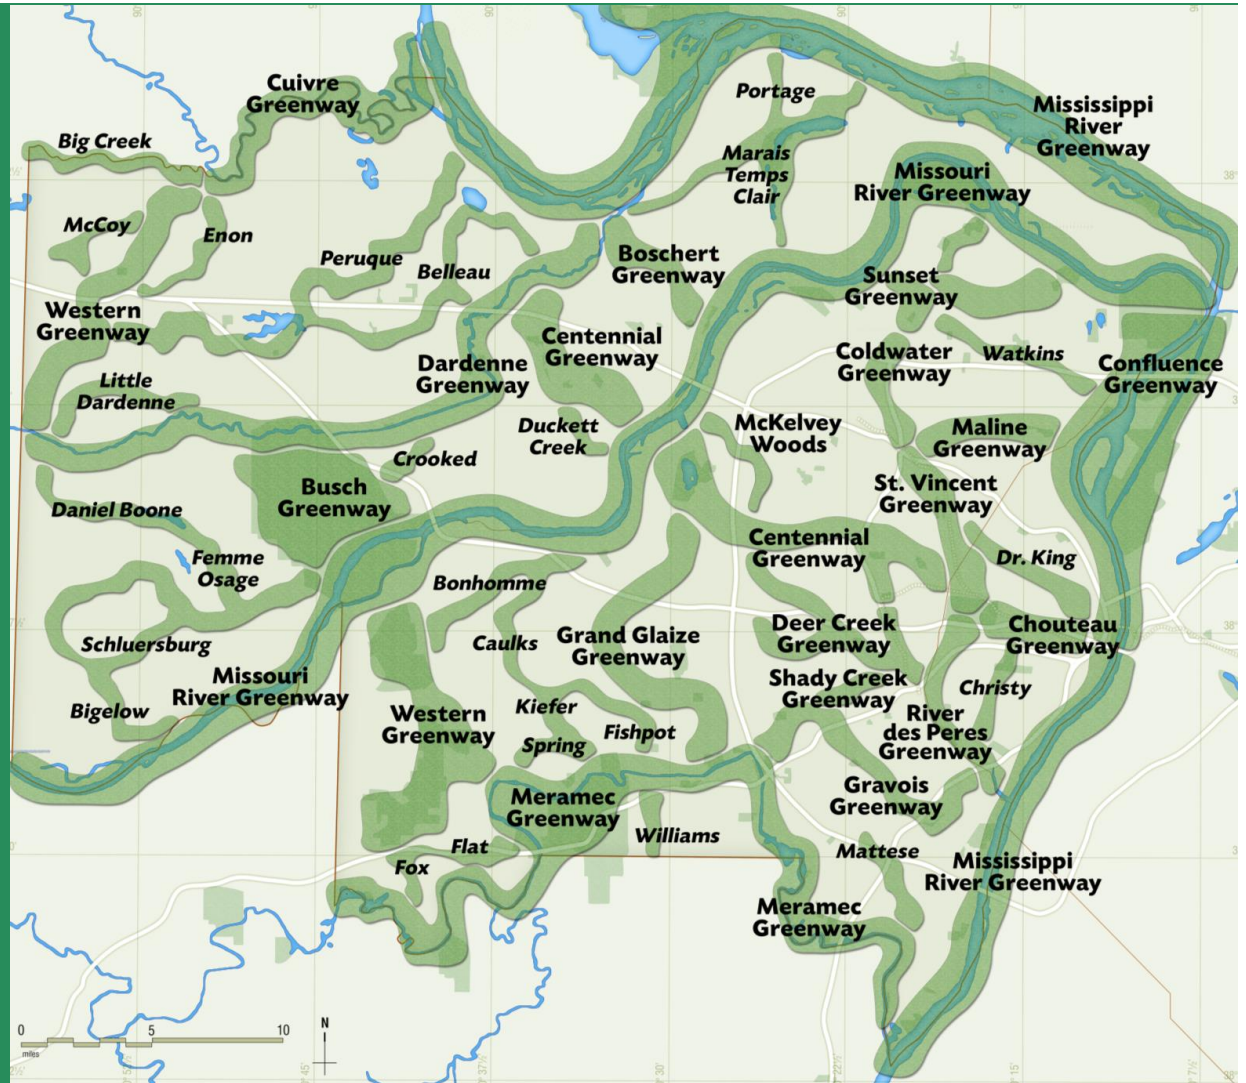 Cuivre
Greenway
Portage
Mississippi
River
Greenway
Big Creek
Marais
Temps
Clair
Missouri
River Greenway
McCoy
Enon
Peruque
Belleau
Boschert
Greenway
Sunset
Greenway
Western
Greenway
Centennial
Greenway
Dardenne
Greenway
Coldwater
Greenway
Watkins
Confluence
Greenway
Little
Dardenne
Duckett
Creek
McKelvey
Woods
Maline
Greenway
Crooked
Busch
Greenway
St. Vincent
Greenway
Daniel Boone
Femme
Osage
Centennial
Greenway
Dr. King
Bonhomme
Schluersburg
Caulks
Grand Glaize
Greenway
Deer Creek
Greenway
Chouteau
Greenway
Missouri
River Greenway
Shady Creek
Greenway
Christy
Bigelow
Western
Greenway
Kiefer
Spring
Fishpot
River
des Peres
Greenway
Meramec
Greenway
Gravois
Greenway
Williams
Flat
Fox
Mattese
Mississippi
River Greenway
Meramec
Greenway
0 5 10
miles
N